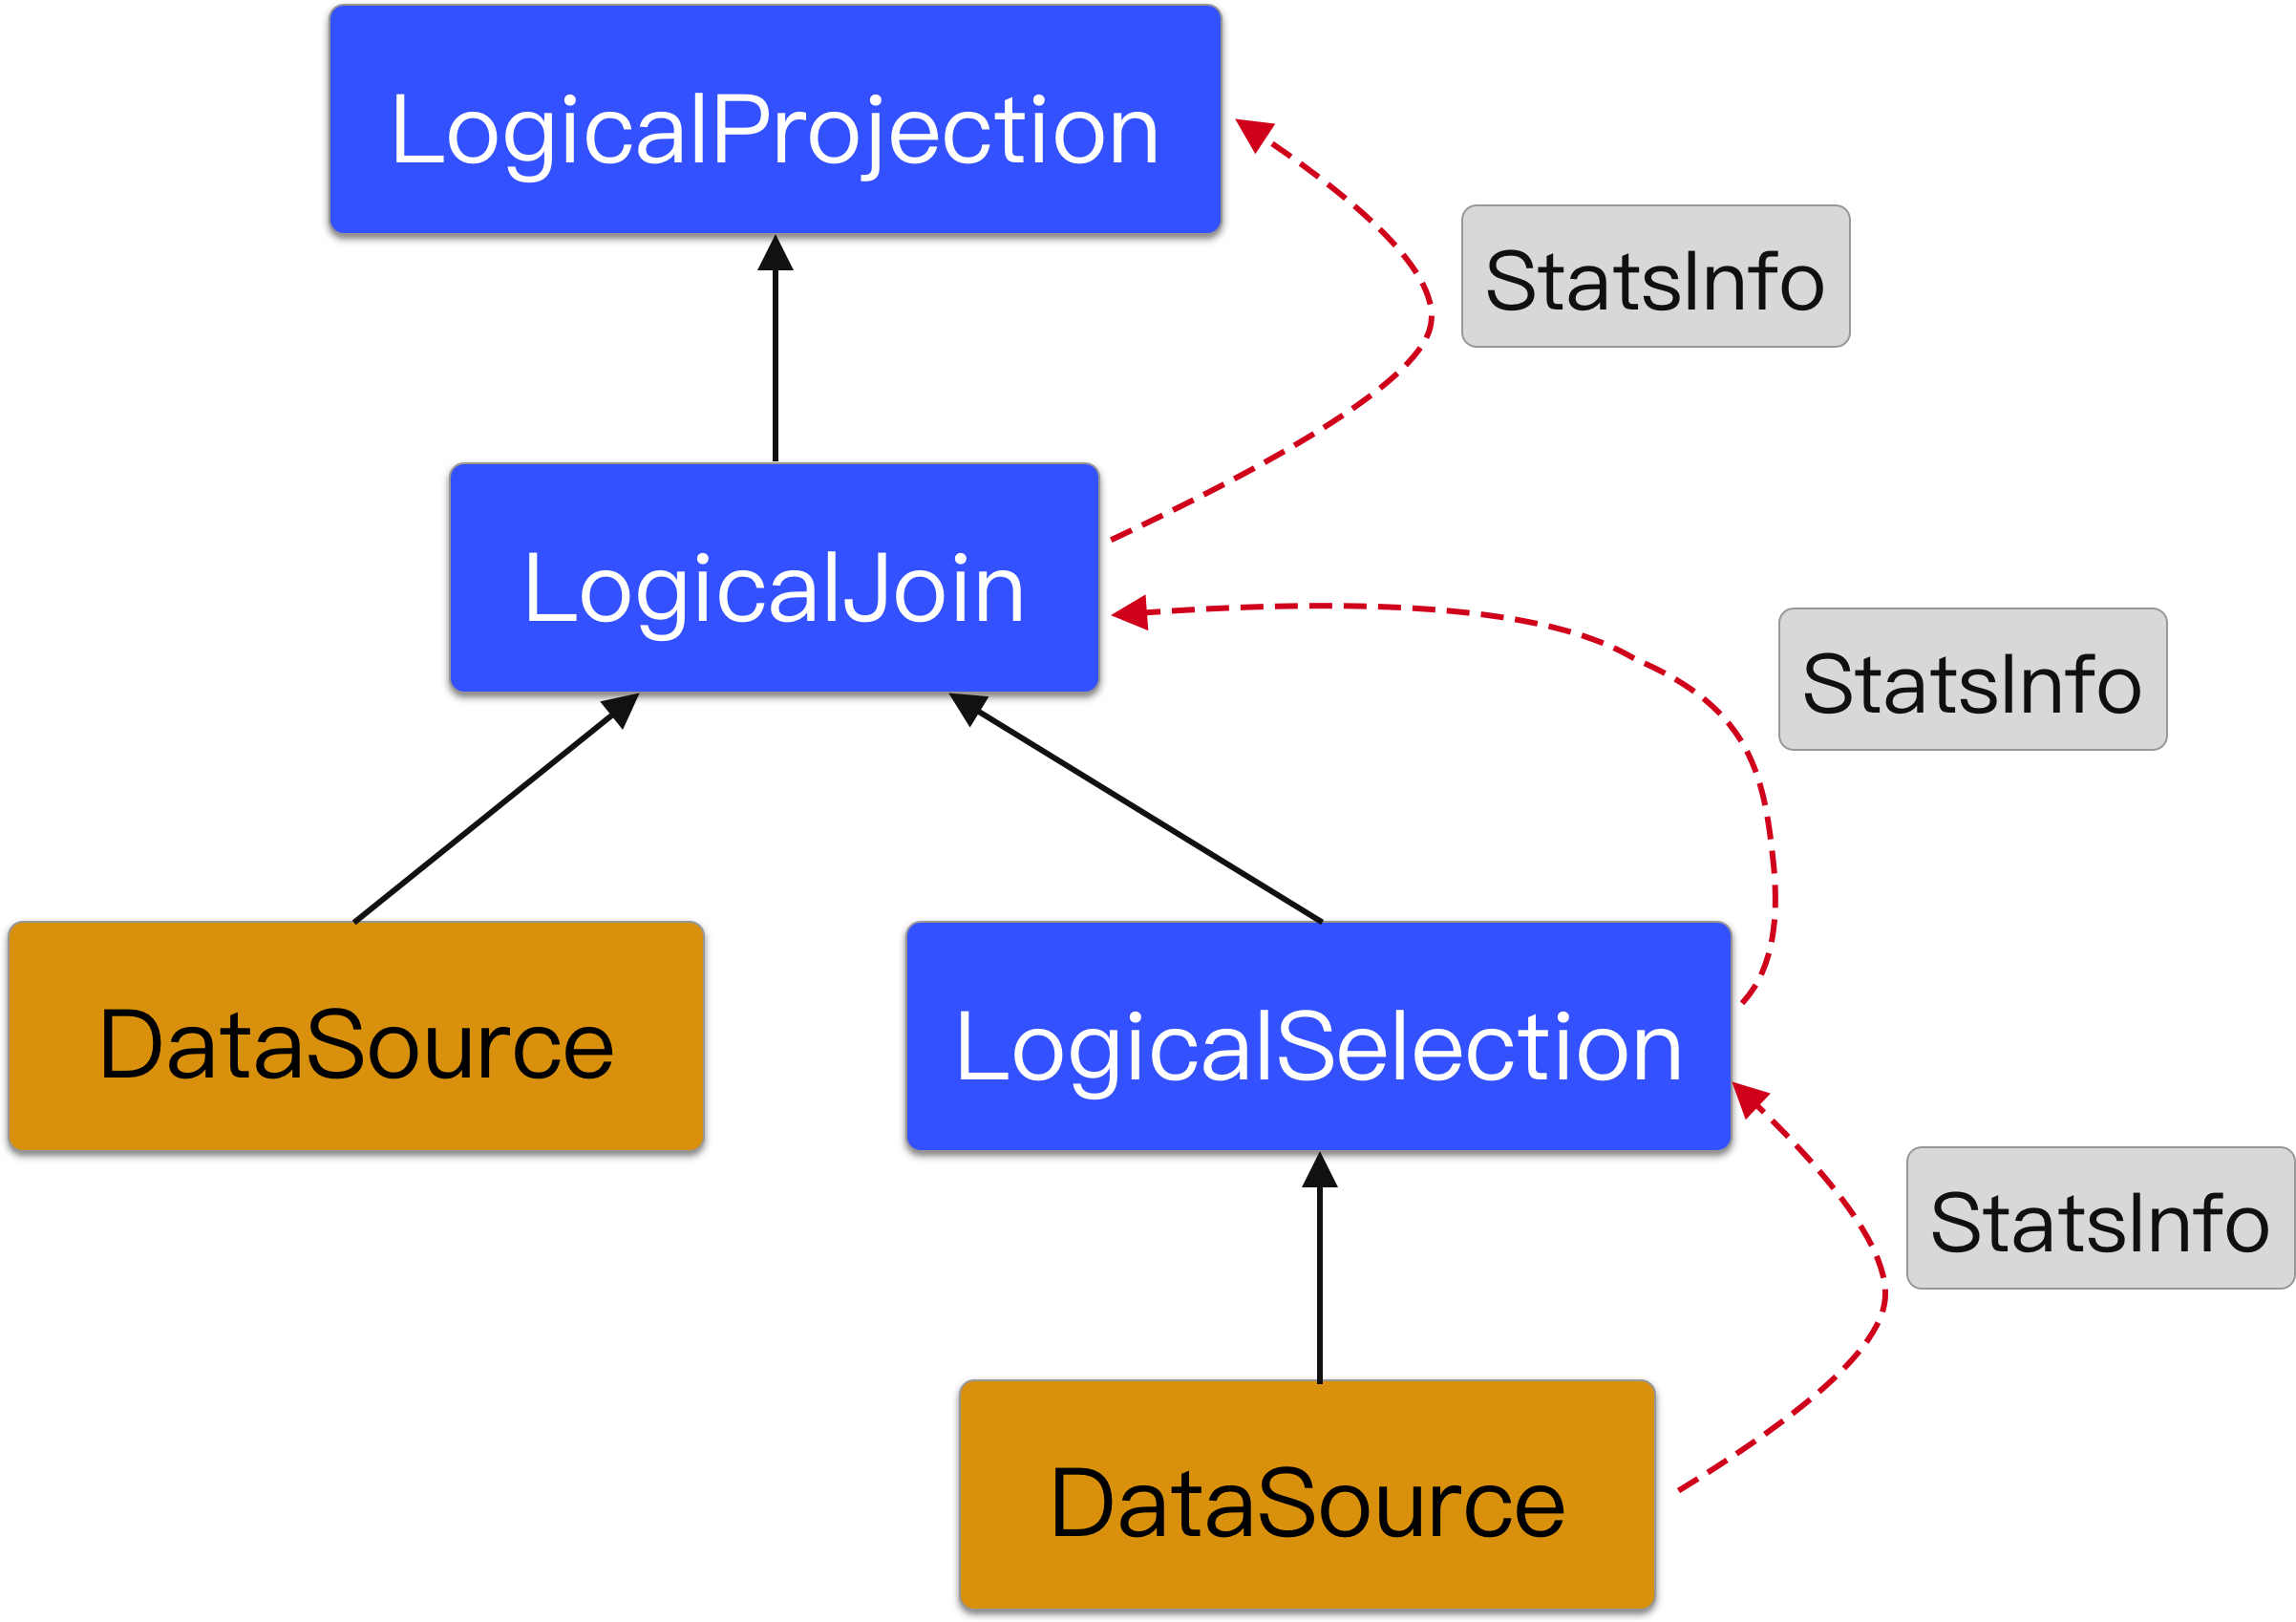 LogicalProjection
StatsInfo
LogicalJoin
StatsInfo
DataSource
LogicalSelection
StatsInfo
DataSource